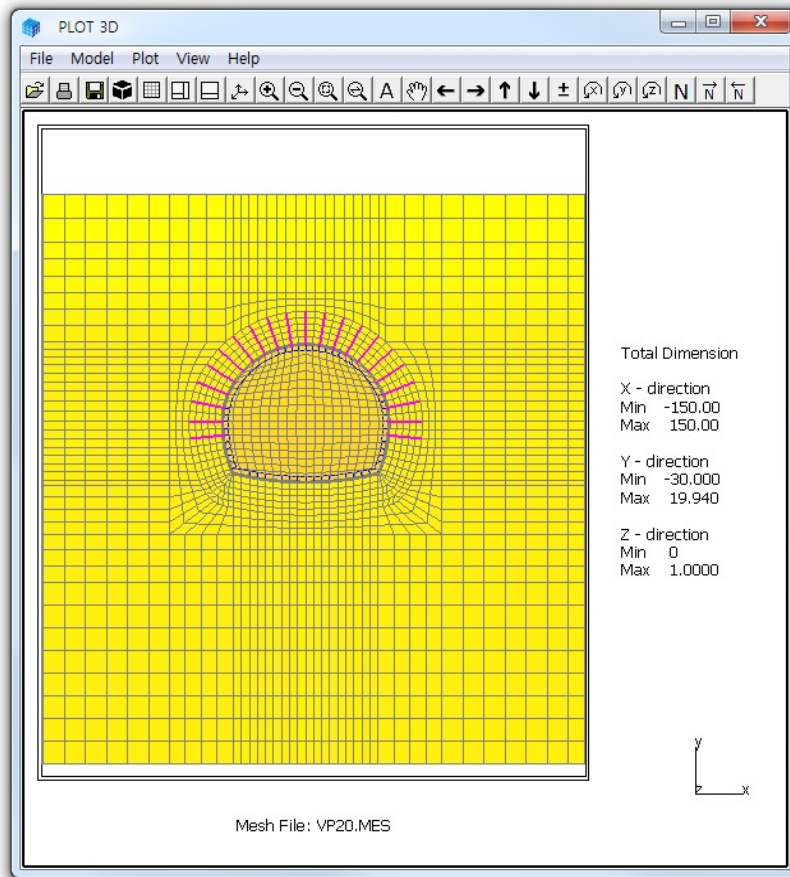 PLOT 3D
File Model Plot View Help
A
X Y Z N N N
Total Dimension
X - direction
Min -150.00
Max 150.00
Y - direction
Min -30.000
Max 19.940
Z - direction
Min 0
Max 1.0000
y
z x
Mesh File: VP20.MES